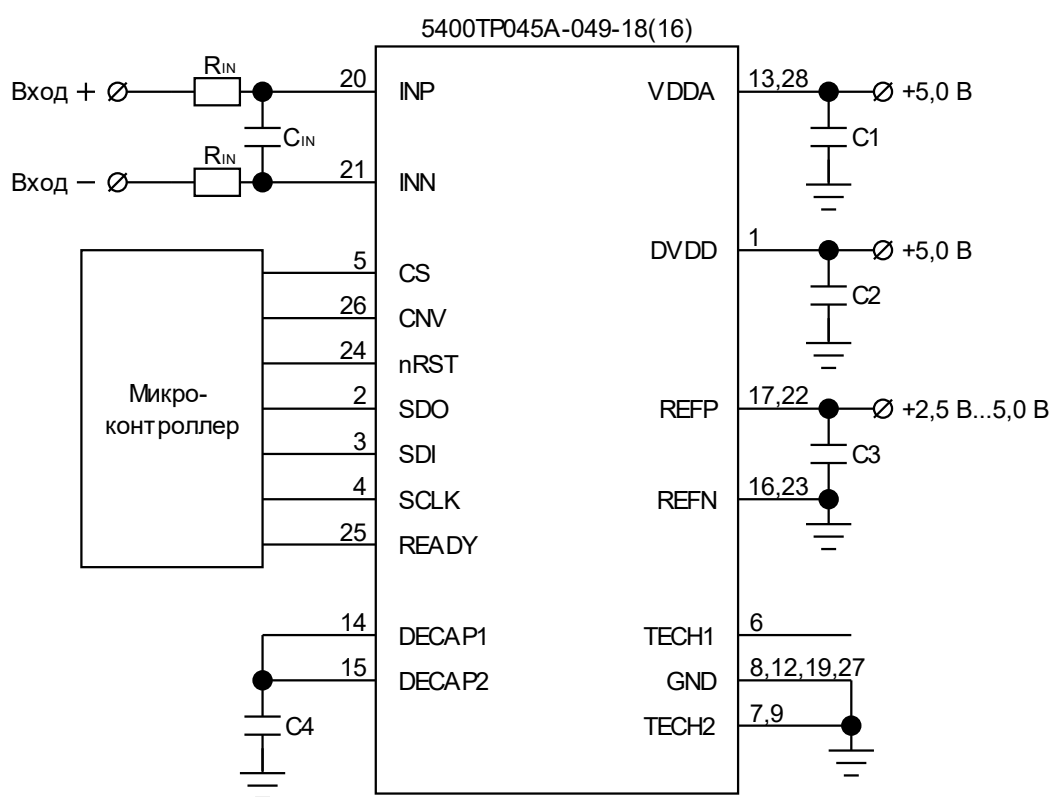 5400TP045A-049-18(16)
Вход +
RIN
20
INP
VDDA
13,28
+5,0 В
CIN
C1
Вход −
RIN
21
INN
DVDD
1
+5,0 В
C2
5
CS
26
CNV
24
nRST
Микро-
контроллер
2
SDO
REFP
17,22
+2,5 В...5,0 В
3
SDI
C3
4
SCLK
REFN
16,23
25
READY
14
DECAP1
TECH1
6
15
DECAP2
GND
8,12,19,27
C4
TECH2
7,9